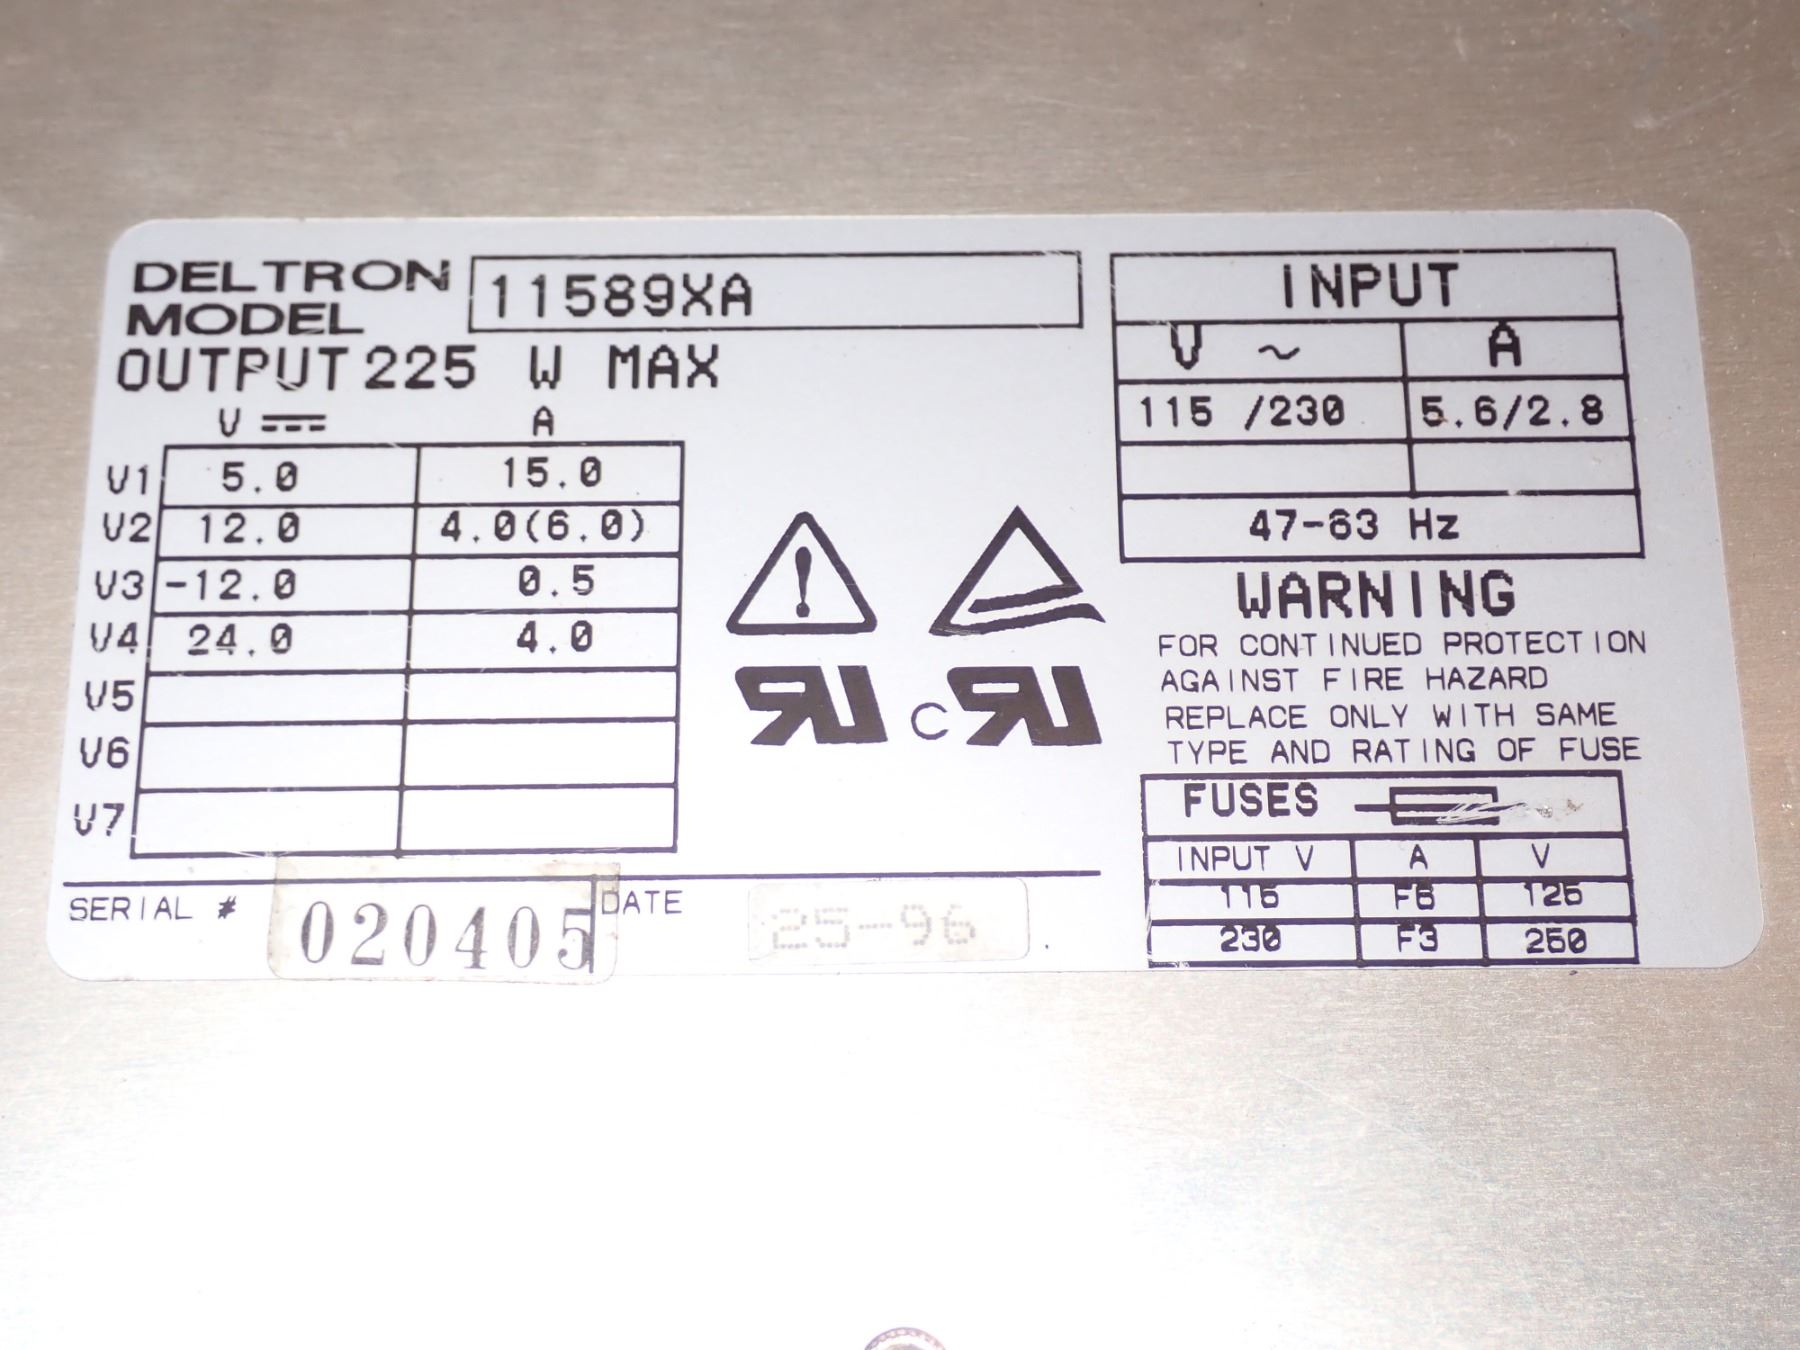 DELTRON
MODEL 11589XA
OUTPUT 225 W MAX
V A
V1 5.0 15.0
V2 12.0 4.0(6.0)
V3 -12.0 0.5
V4 24.0 4.0
V5
V6
V7
SERIAL # 020405 DATE 25-96
c
INPUT
V ~ A
115 /230 5.6/2.8
47-63 Hz
WARNING
FOR CONTINUED PROTECTION
AGAINST FIRE HAZARD
REPLACE ONLY WITH SAME
TYPE AND RATING OF FUSE
FUSES
INPUT V A V
115 F6 125
230 F3 250